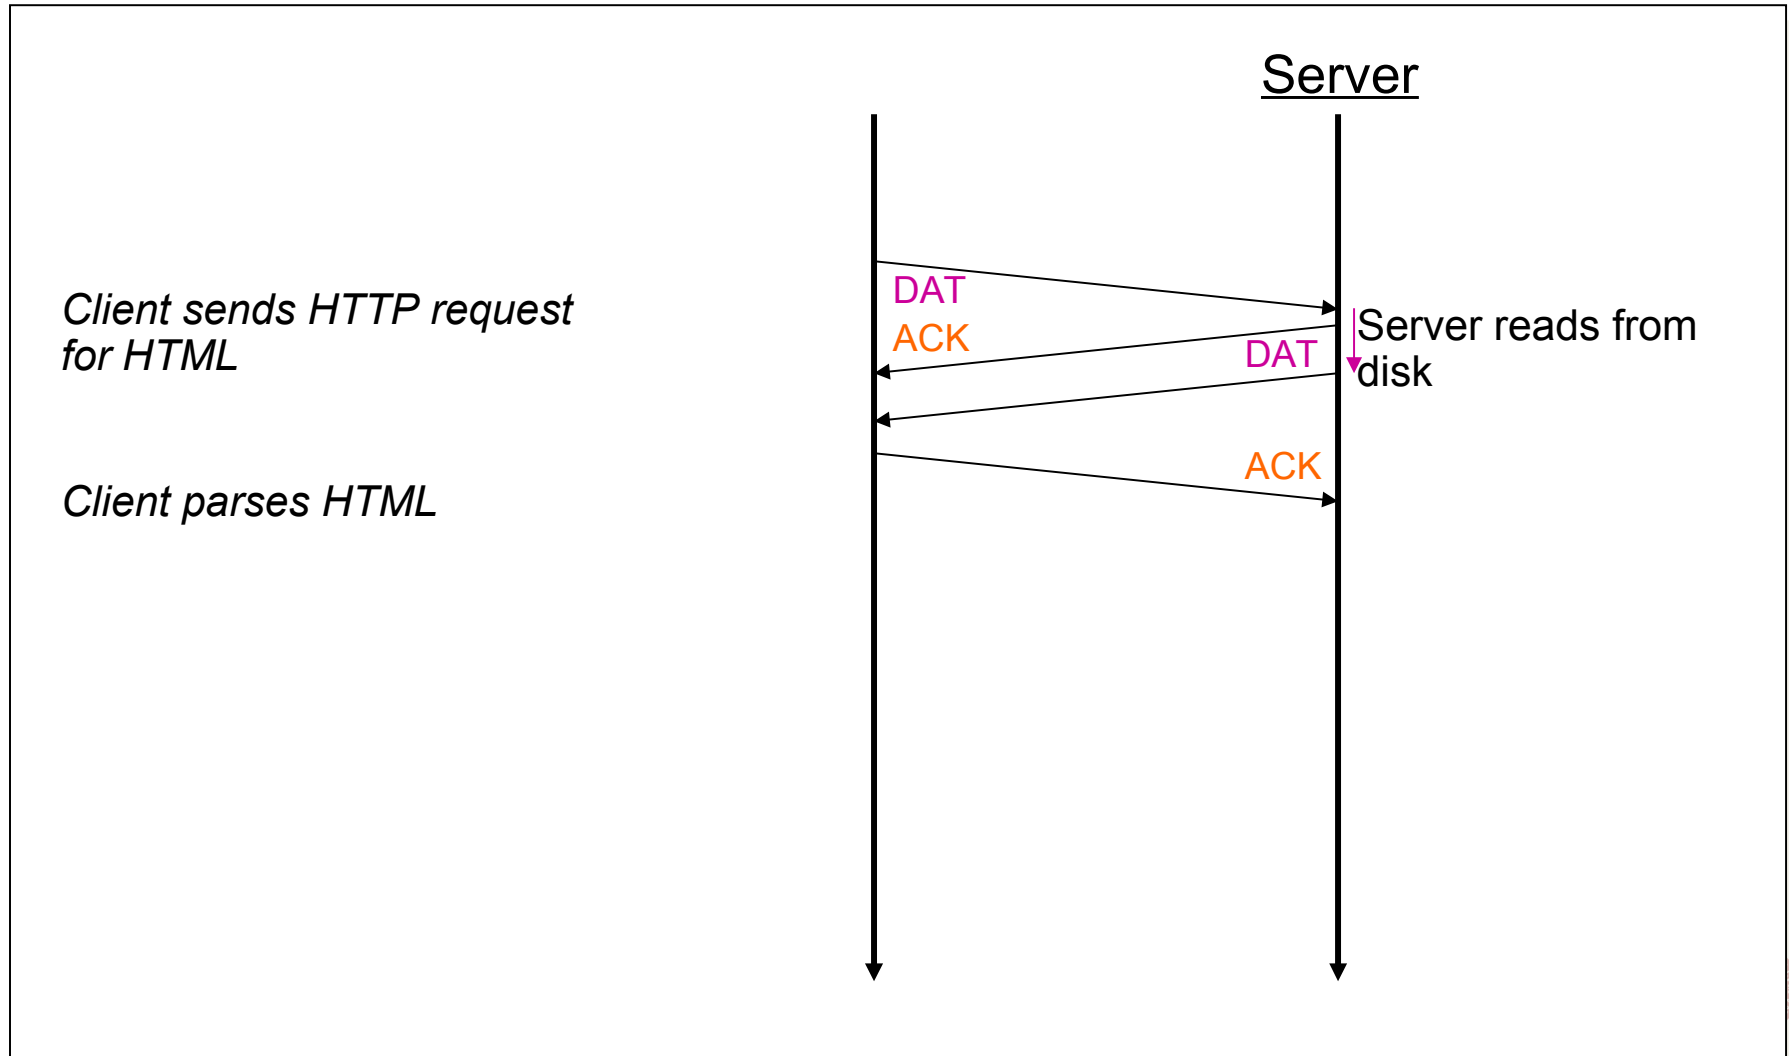 Server
DAT
Client sends HTTP request
for HTML
ACK
Server reads from
disk
DAT
ACK
Client parses HTML